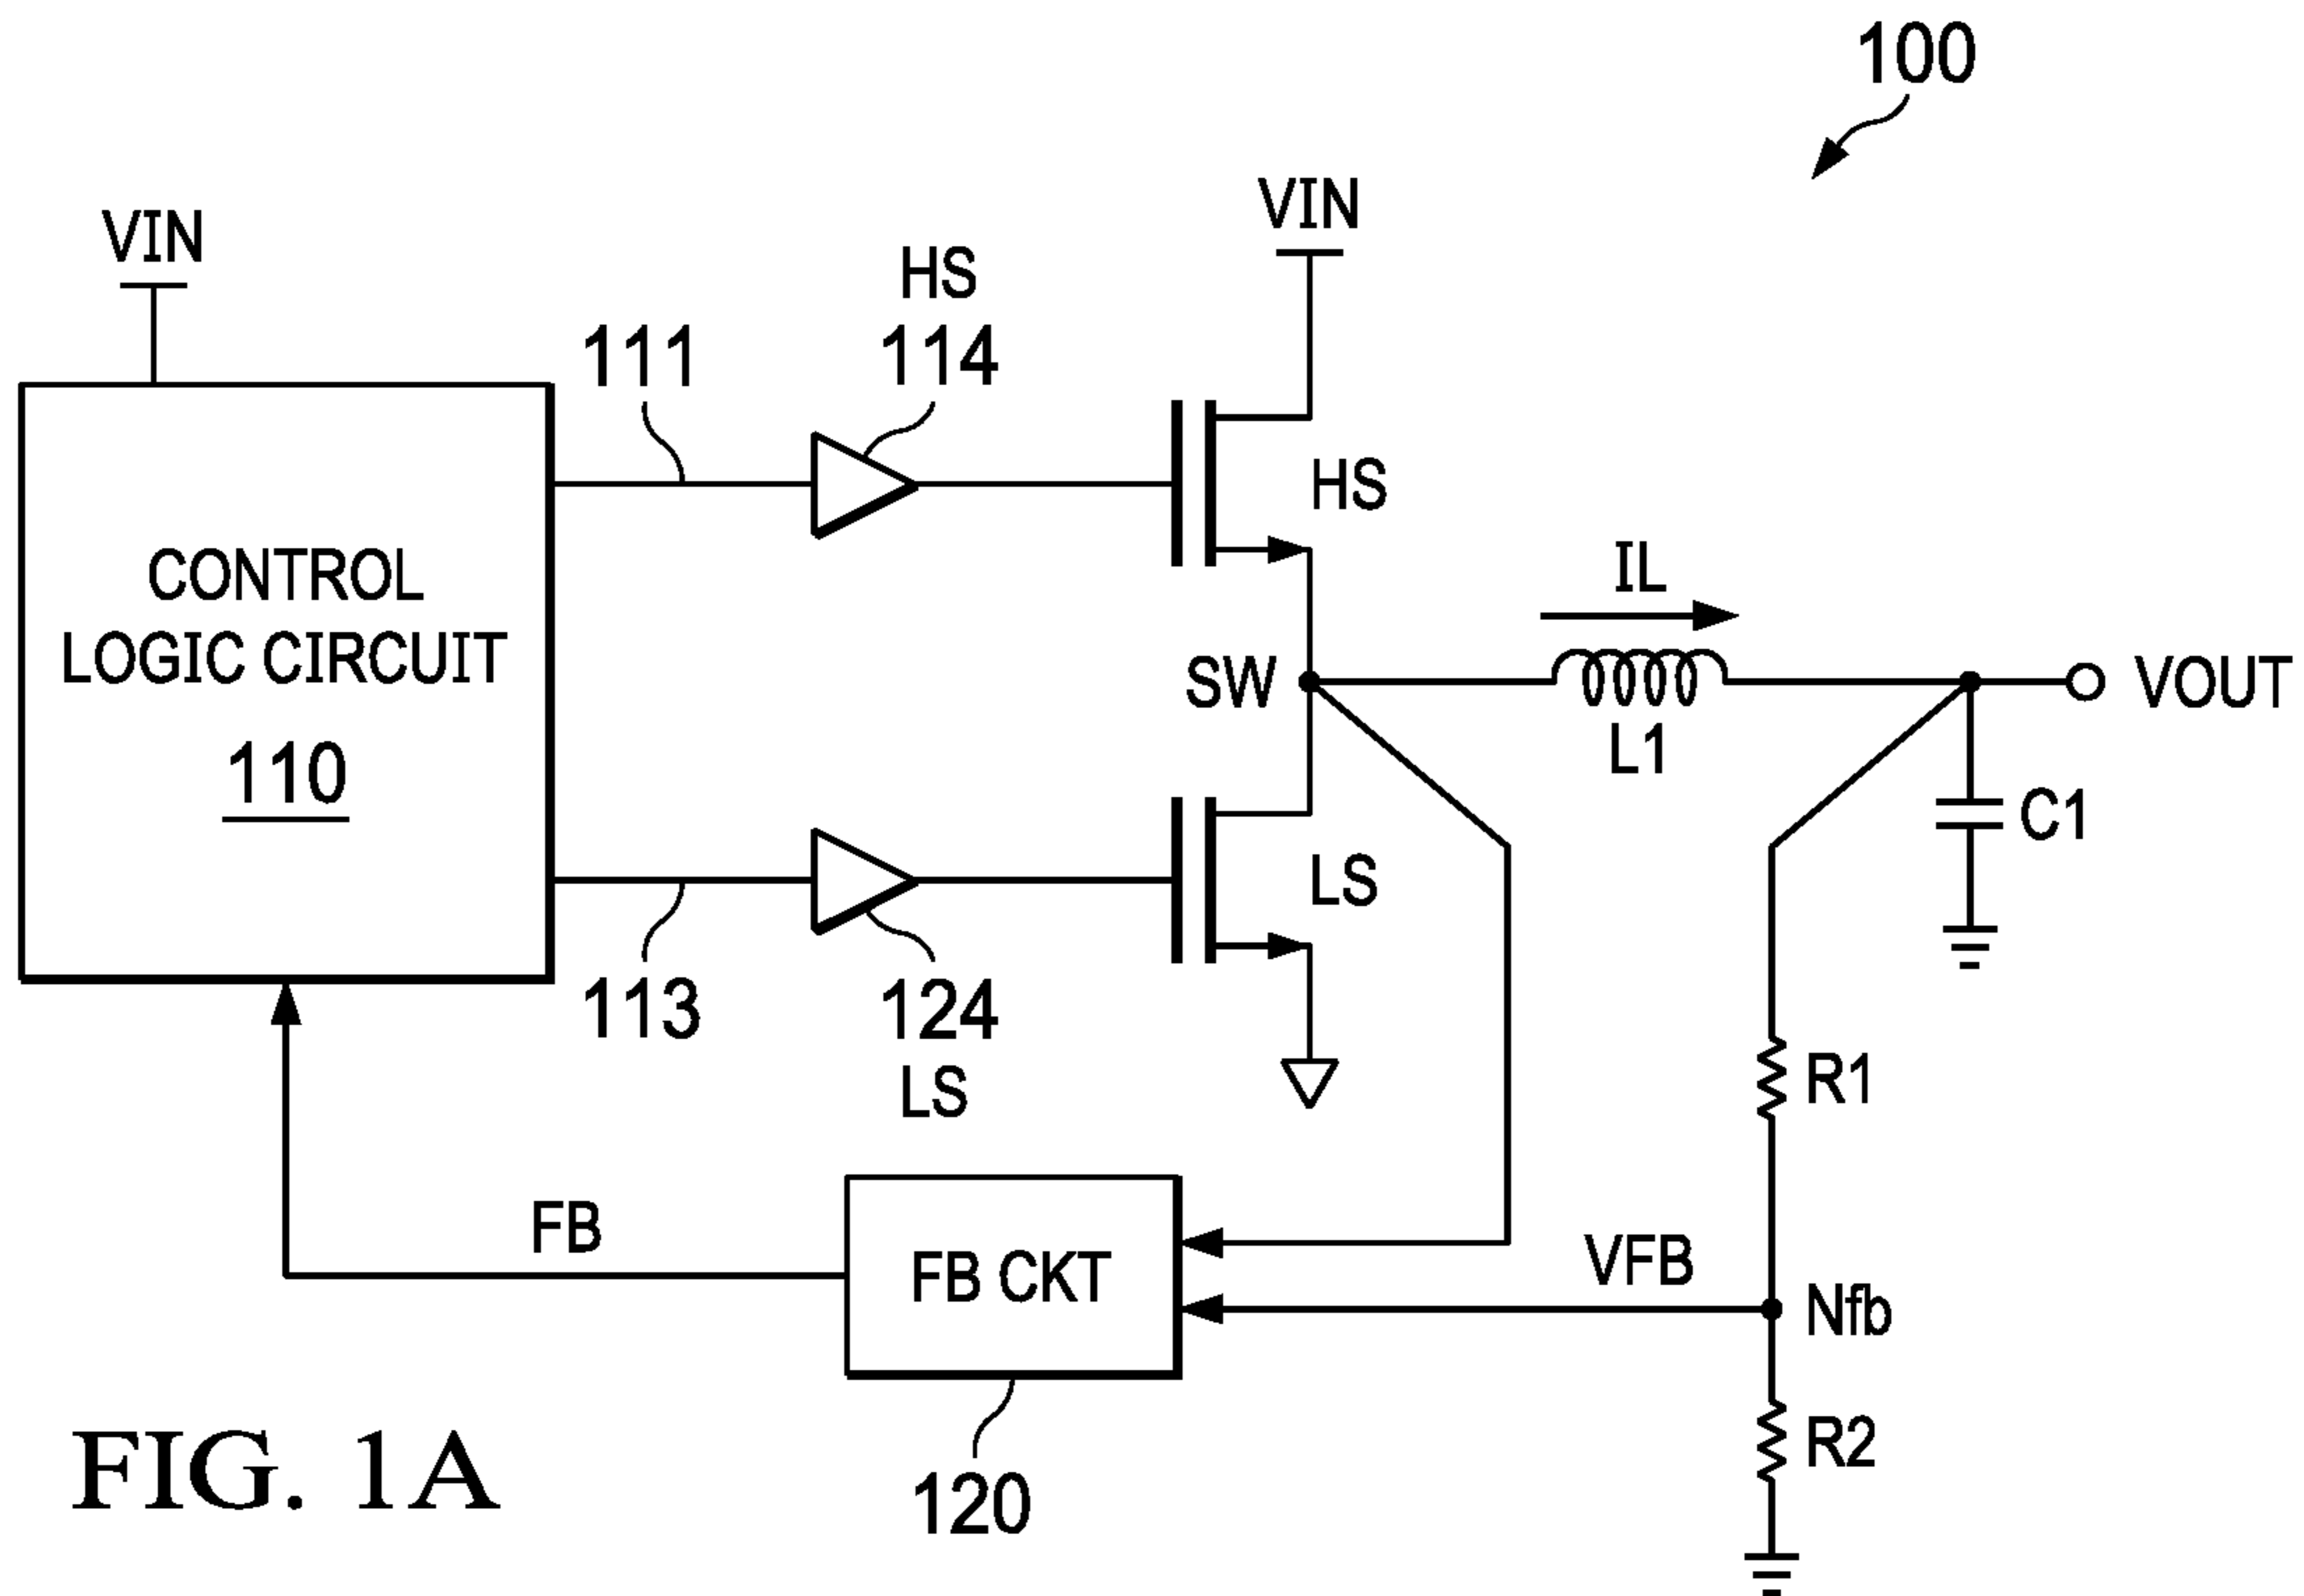 100
VIN
VIN
HS
111
114
HS
CONTROL
LOGIC CIRCUIT
110
IL
SW
L1
VOUT
C1
LS
113
124
LS
R1
FB
FB CKT
VFB
Nfb
R2
120
FIG. 1A